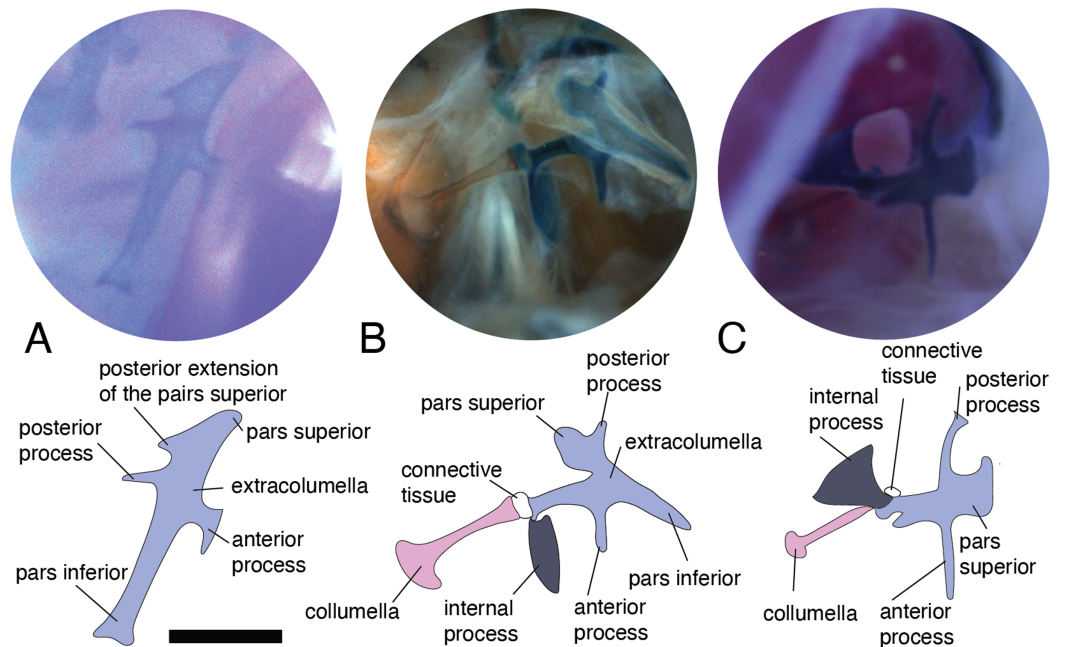 A
B
C
posterior extension
of the pairs superior
posterior
process
pars superior
extracolumella
anterior
process
pars inferior
posterior
process
pars superior
extracolumella
connective
tissue
pars inferior
collumella
internal
process
anterior
process
connective
tissue
internal
process
posterior
process
pars
superior
collumella
anterior
process